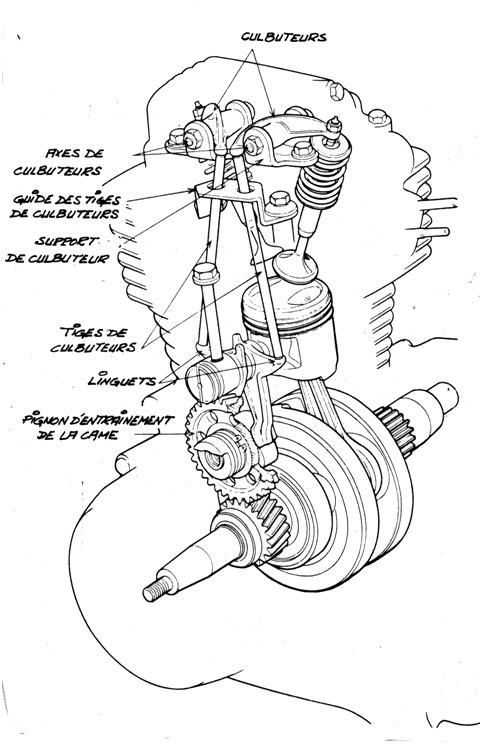 CULBUTEURS
AXES DE
CULBUTEURS
GUIDE DES TIGES
DE CULBUTEURS
SUPPORT
DE CULBUTEUR
TIGES DE
CULBUTEURS
LINGUETS
PIGNON D'ENTRAINEMENT
DE LA CAME